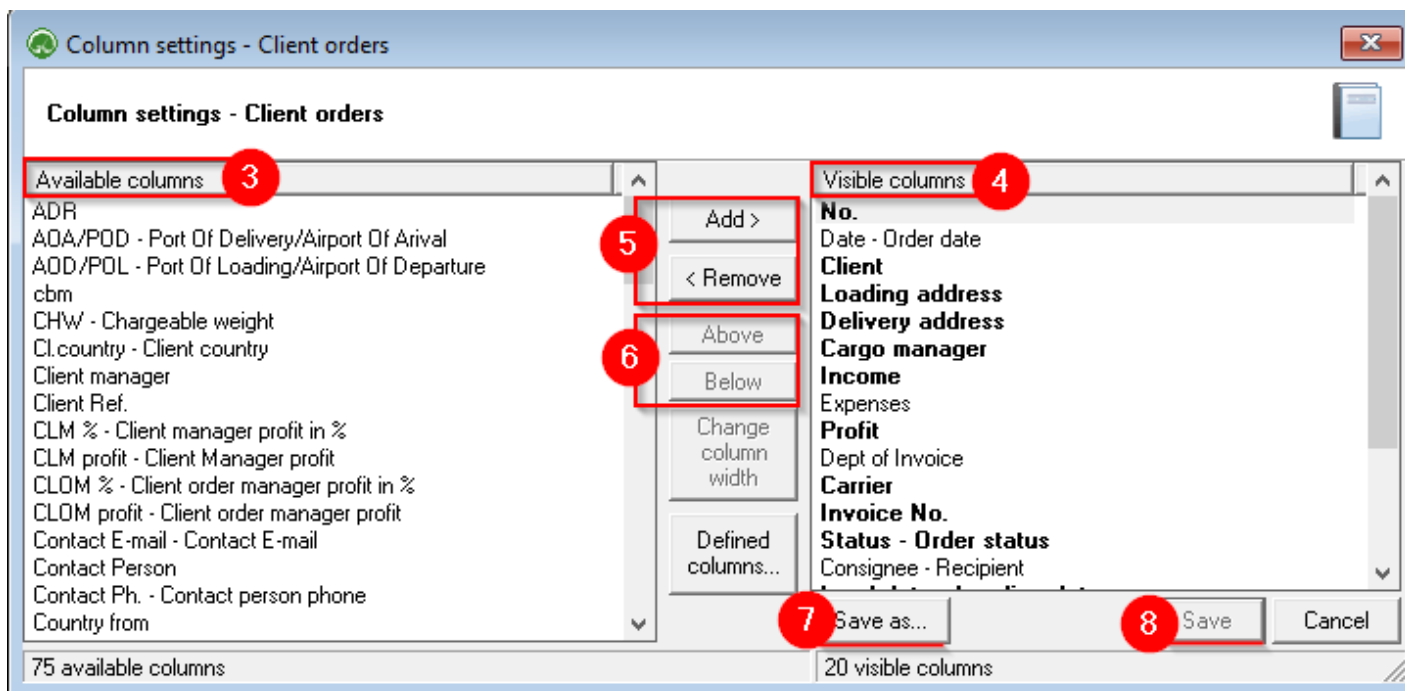 Column settings - Client orders
Column settings - Client orders
Available columns 3
ADR
AOA/POD - Port Of Delivery/Airport Of Arival
AOD/POL - Port Of Loading/Airport Of Departure
cbm
CHW - Chargeable weight
Cl.country - Client country
Client manager
Client Ref.
CLM % - Client manager profit in %
CLM profit - Client Manager profit
CLOM % - Client order manager profit in %
CLOM profit - Client order manager profit
Contact E-mail - Contact E-mail
Contact Person
Contact Ph. - Contact person phone
Country from
75 available columns
5
Add >
< Remove
6
Above
Below
Change
column
width
Defined
columns...
Visible columns 4
No.
Date - Order date
Client
Loading address
Delivery address
Cargo manager
Income
Expenses
Profit
Dept of Invoice
Carrier
Invoice No.
Status - Order status
Consignee - Recipient
7 Save as...
8 Save
Cancel
20 visible columns